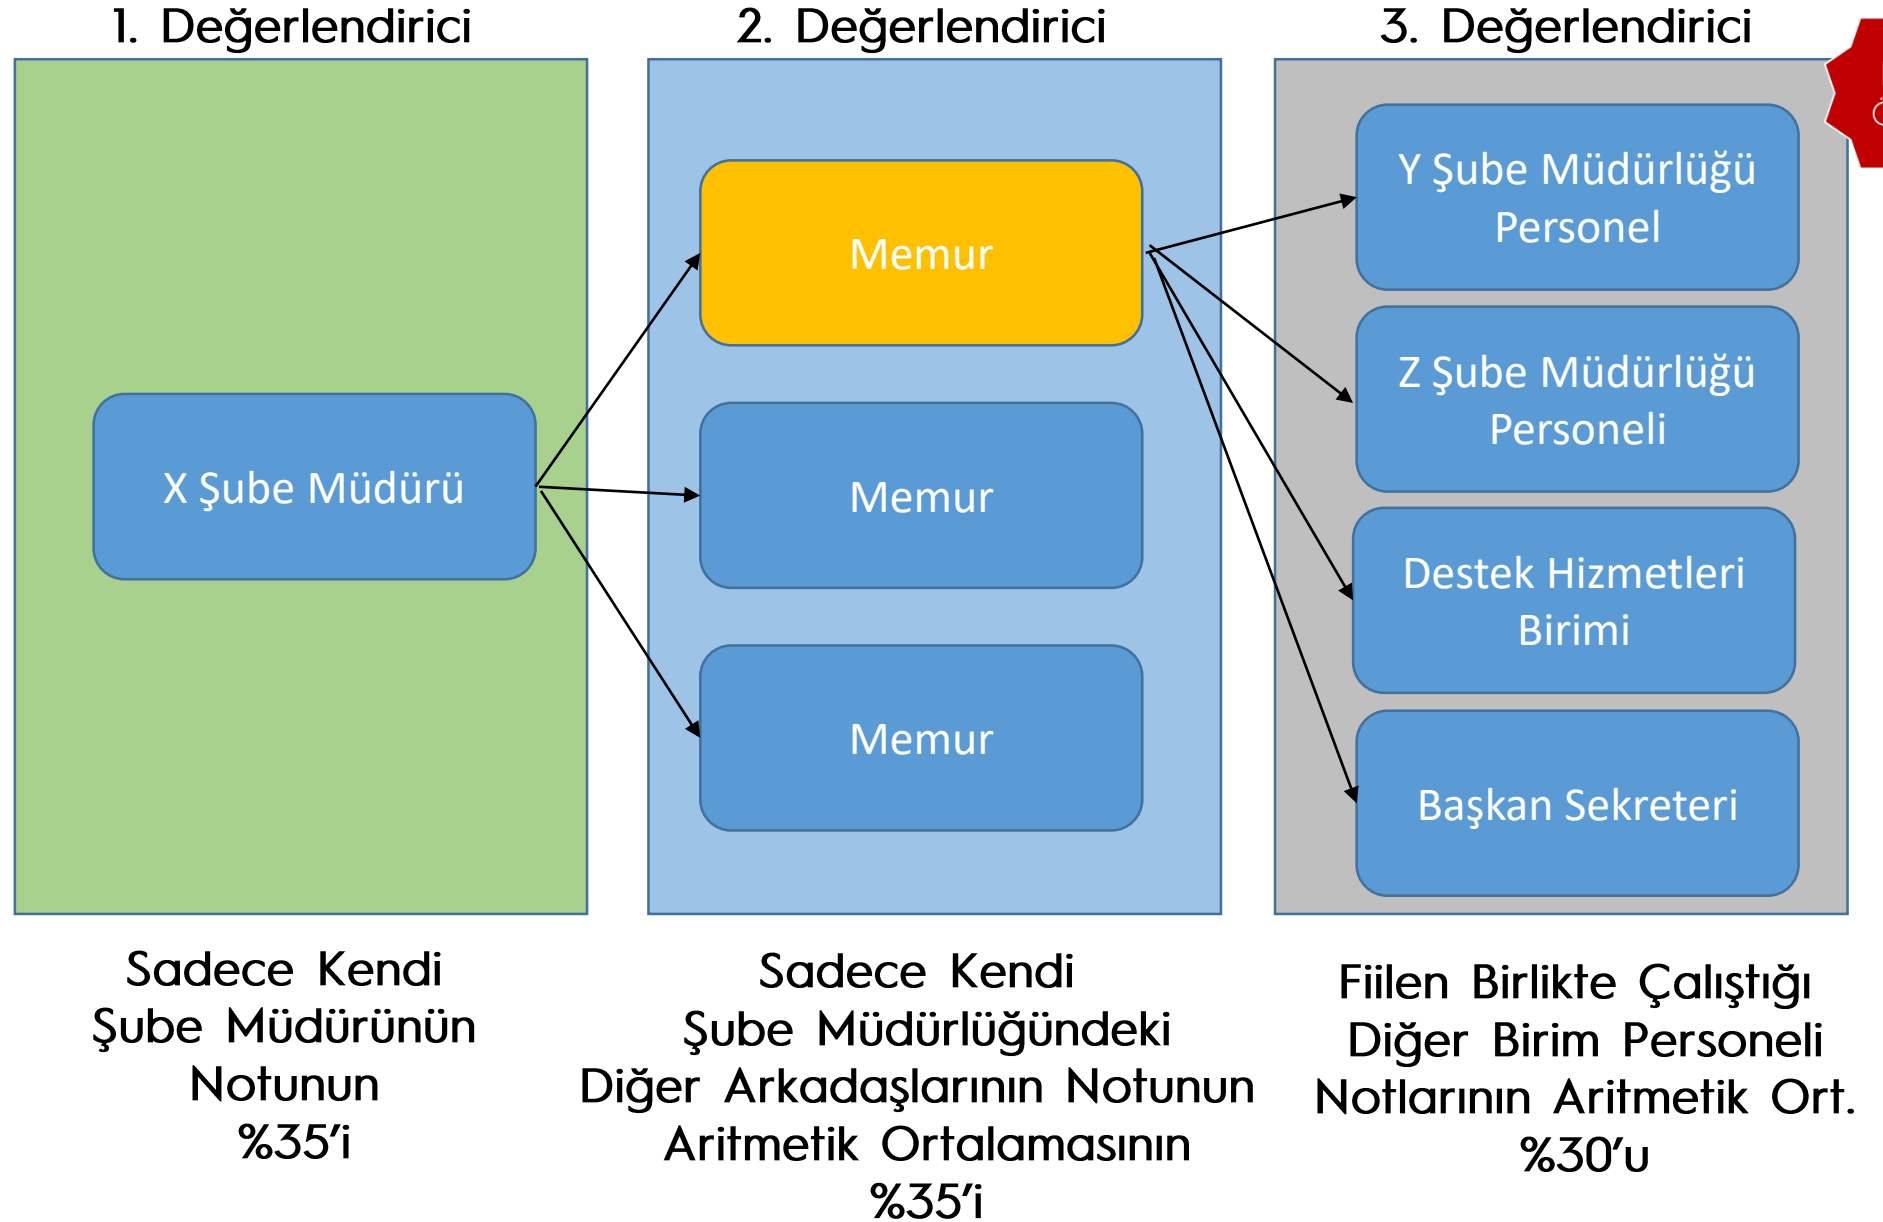 1. Değerlendirici
2. Değerlendirici
3. Değerlendirici
X Şube Müdürü
Memur
Memur
Memur
Y Şube Müdürlüğü
Personel
Z Şube Müdürlüğü
Personeli
Destek Hizmetleri
Birimi
Başkan Sekreteri
Sadece Kendi
Şube Müdürünün
Notunun
%35’i
Sadece Kendi
Şube Müdürlüğündeki
Diğer Arkadaşlarının Notunun
Aritmetik Ortalamasının
%35’i
Fiilen Birlikte Çalıştığı
Diğer Birim Personeli
Notlarının Aritmetik Ort.
%30’u